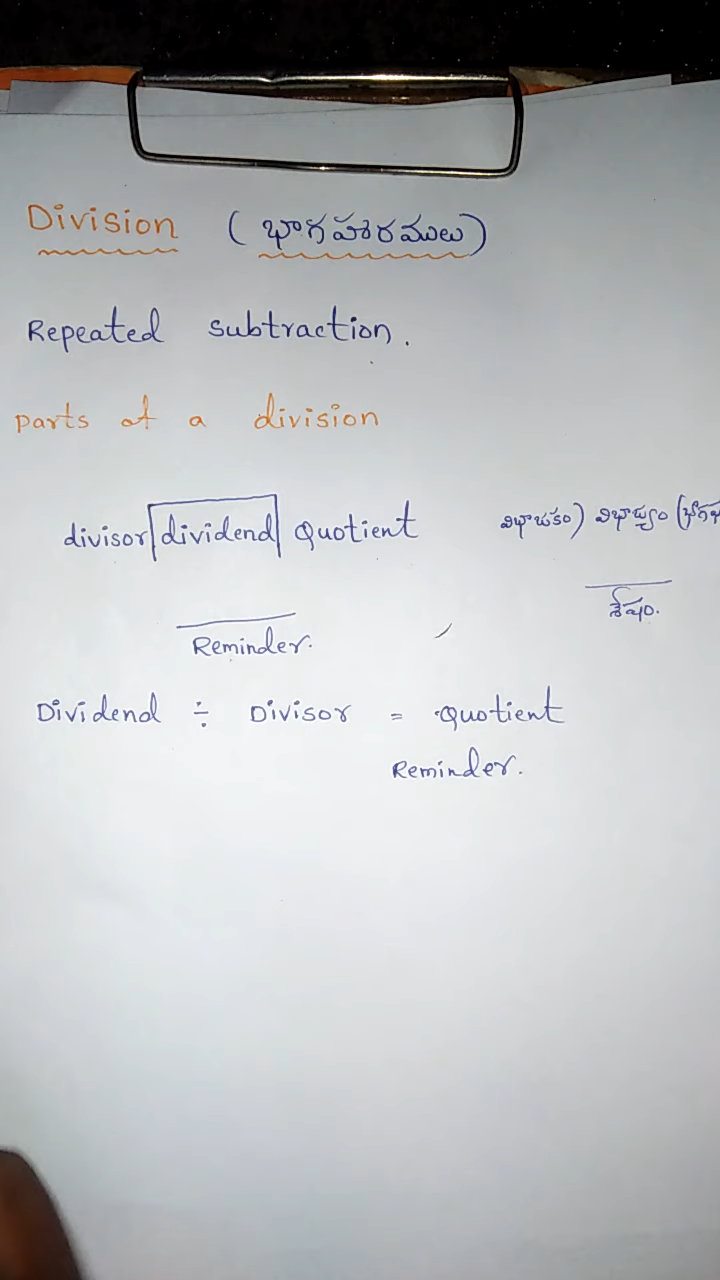 Division (భాగహారములు)
Repeated subtraction.
parts of a division
divisor dividend Quotient విభాజకం) విభాజ్యం (
Reminder. శేషం.
Dividend ÷ Divisor = Quotient
Reminder.